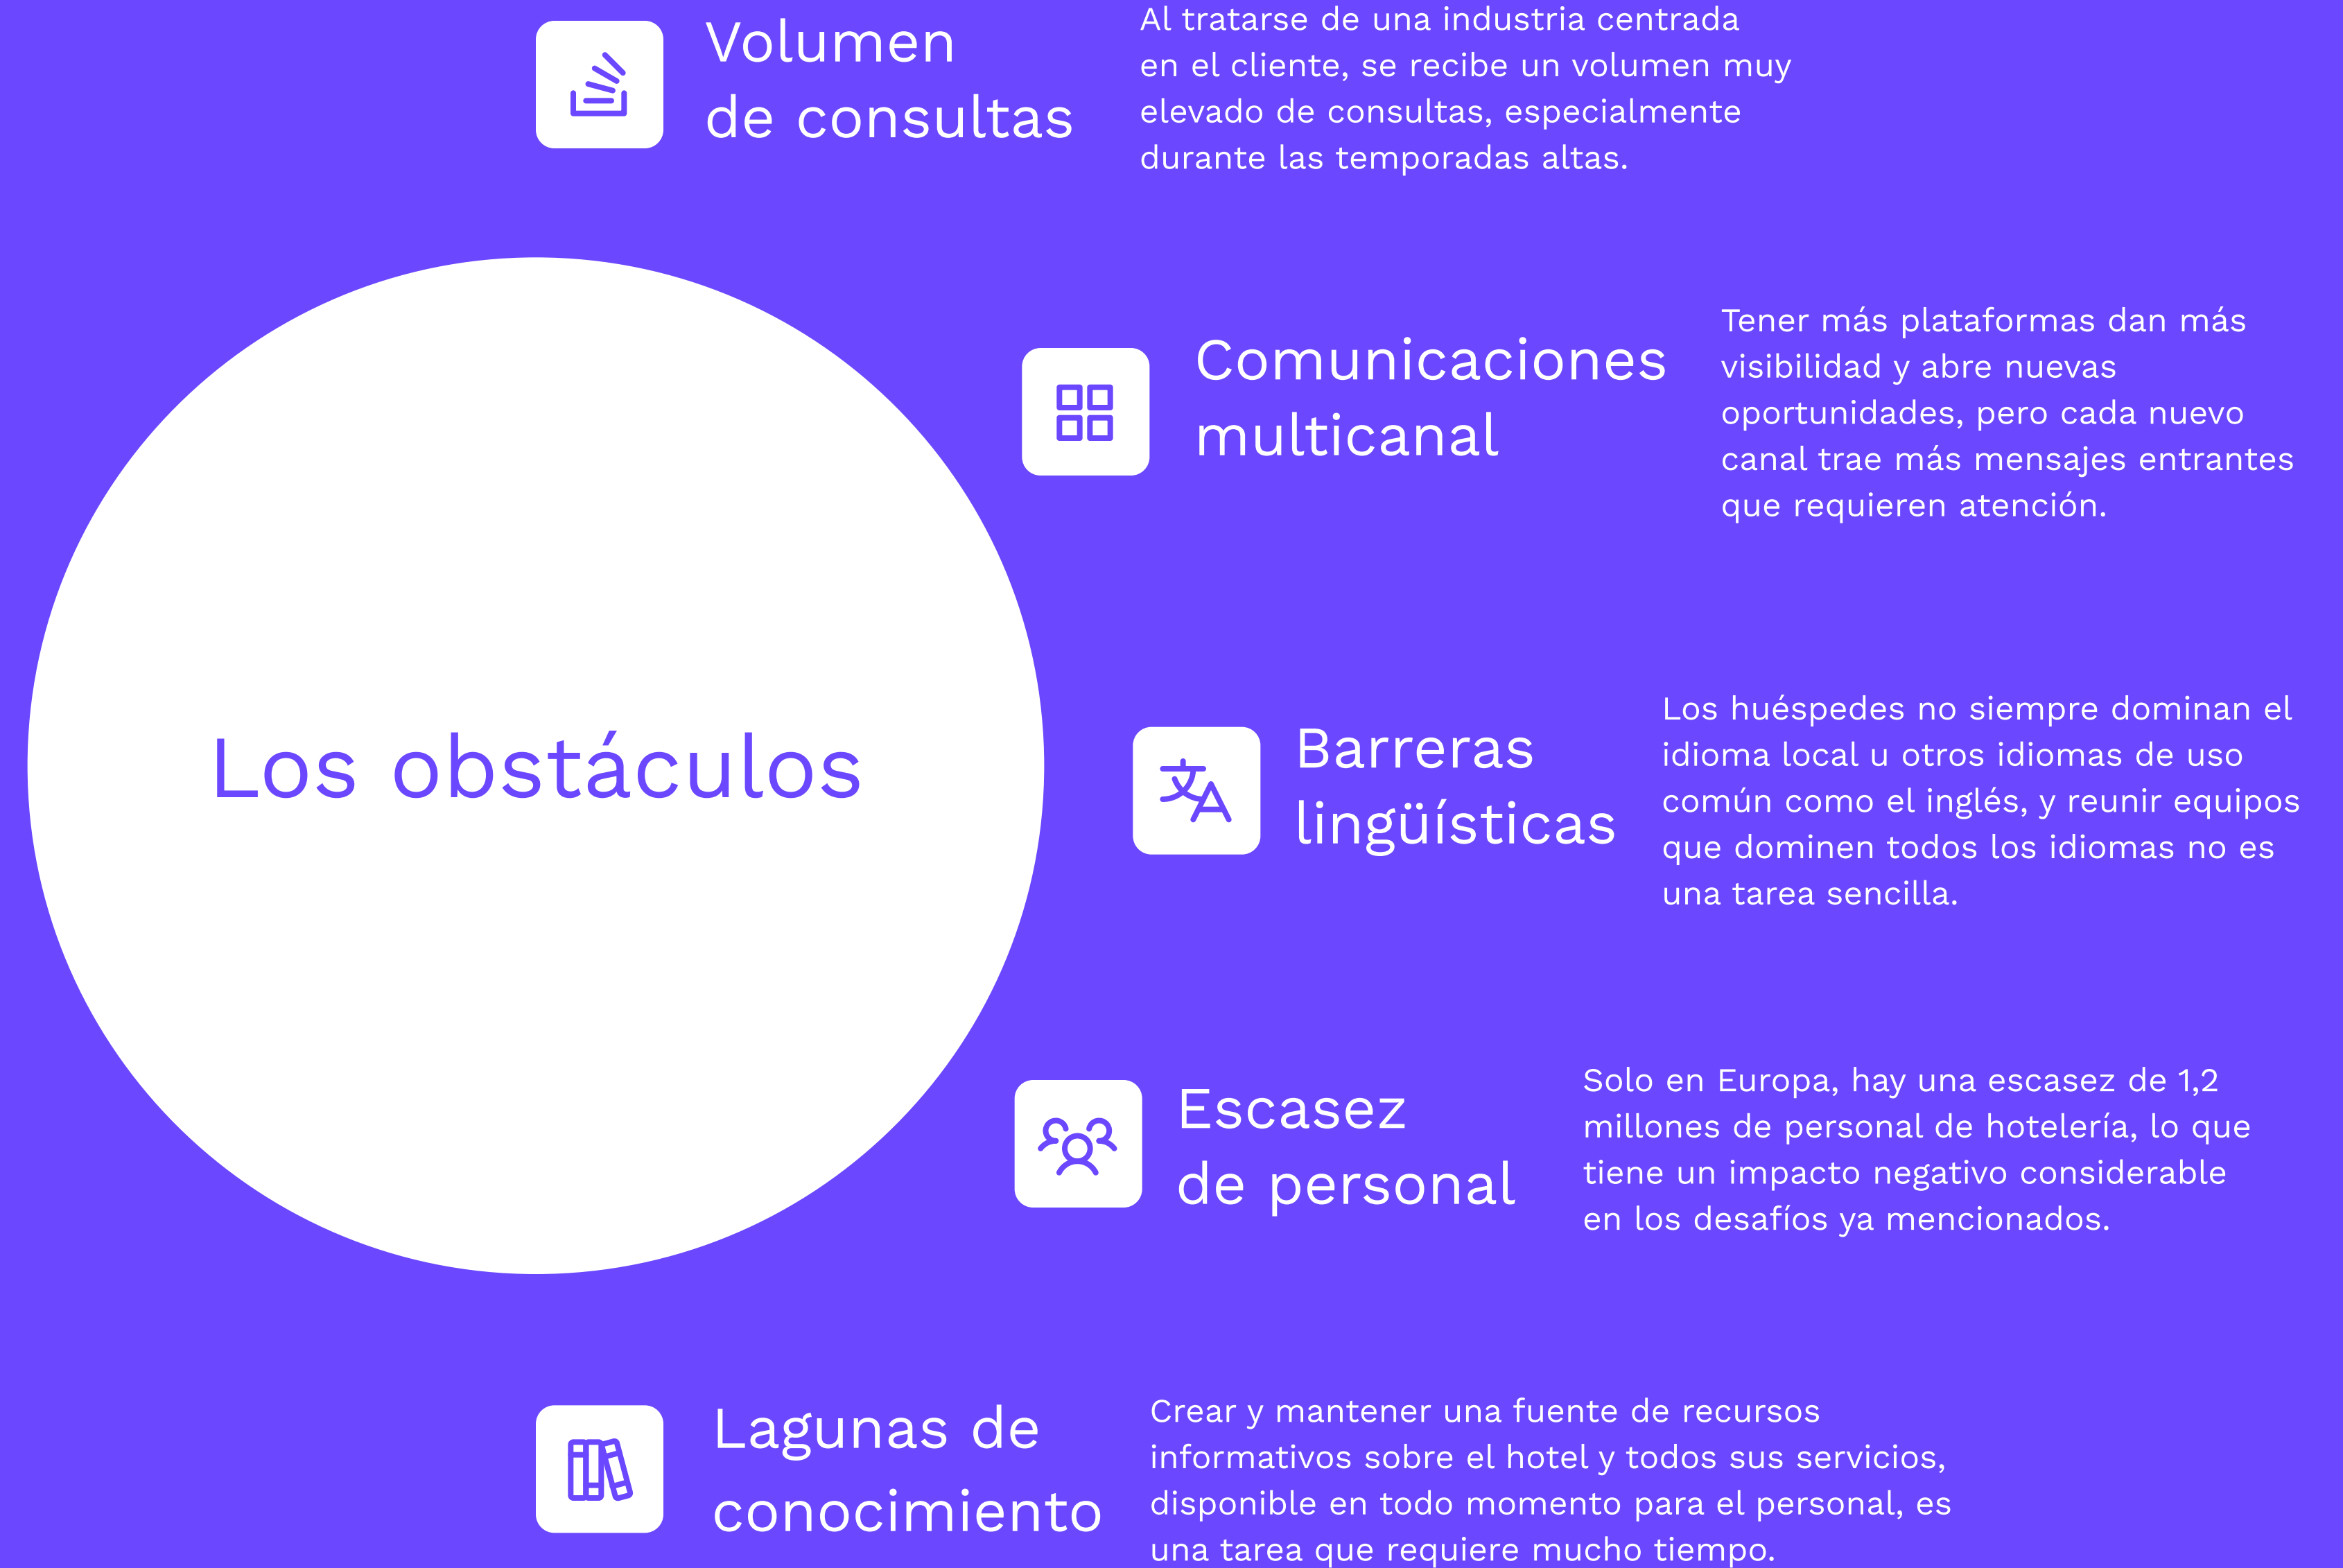 Volumen
de consultas
Al tratarse de una industria centrada
en el cliente, se recibe un volumen muy
elevado de consultas, especialmente
durante las temporadas altas.
Comunicaciones
multicanal
Tener más plataformas dan más
visibilidad y abre nuevas
oportunidades, pero cada nuevo
canal trae más mensajes entrantes
que requieren atención.
Los obstáculos
Barreras
lingüísticas
Los huéspedes no siempre dominan el
idioma local u otros idiomas de uso
común como el inglés, y reunir equipos
que dominen todos los idiomas no es
una tarea sencilla.
Escasez
de personal
Solo en Europa, hay una escasez de 1,2
millones de personal de hotelería, lo que
tiene un impacto negativo considerable
en los desafíos ya mencionados.
Lagunas de
conocimiento
Crear y mantener una fuente de recursos
informativos sobre el hotel y todos sus servicios,
disponible en todo momento para el personal, es
una tarea que requiere mucho tiempo.